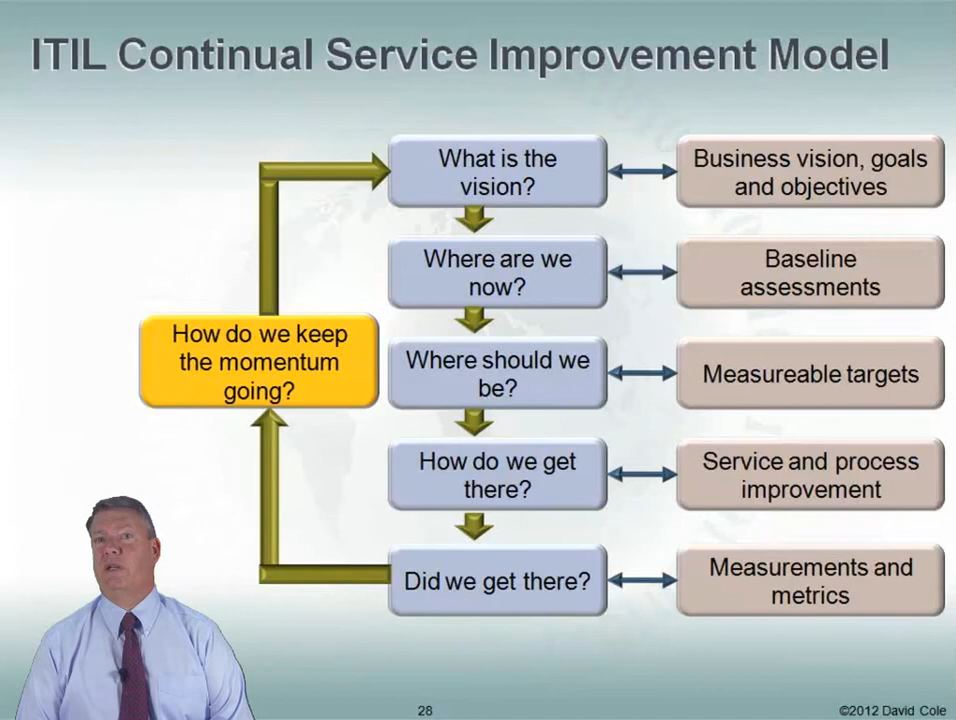 ITIL Continual Service Improvement Model
What is the
vision?
Business vision, goals
and objectives
Where are we
now?
Baseline
assessments
How do we keep
the momentum
going?
Where should we
be?
Measureable targets
How do we get
there?
Service and process
improvement
Did we get there?
Measurements and
metrics
28
©2012 David Cole